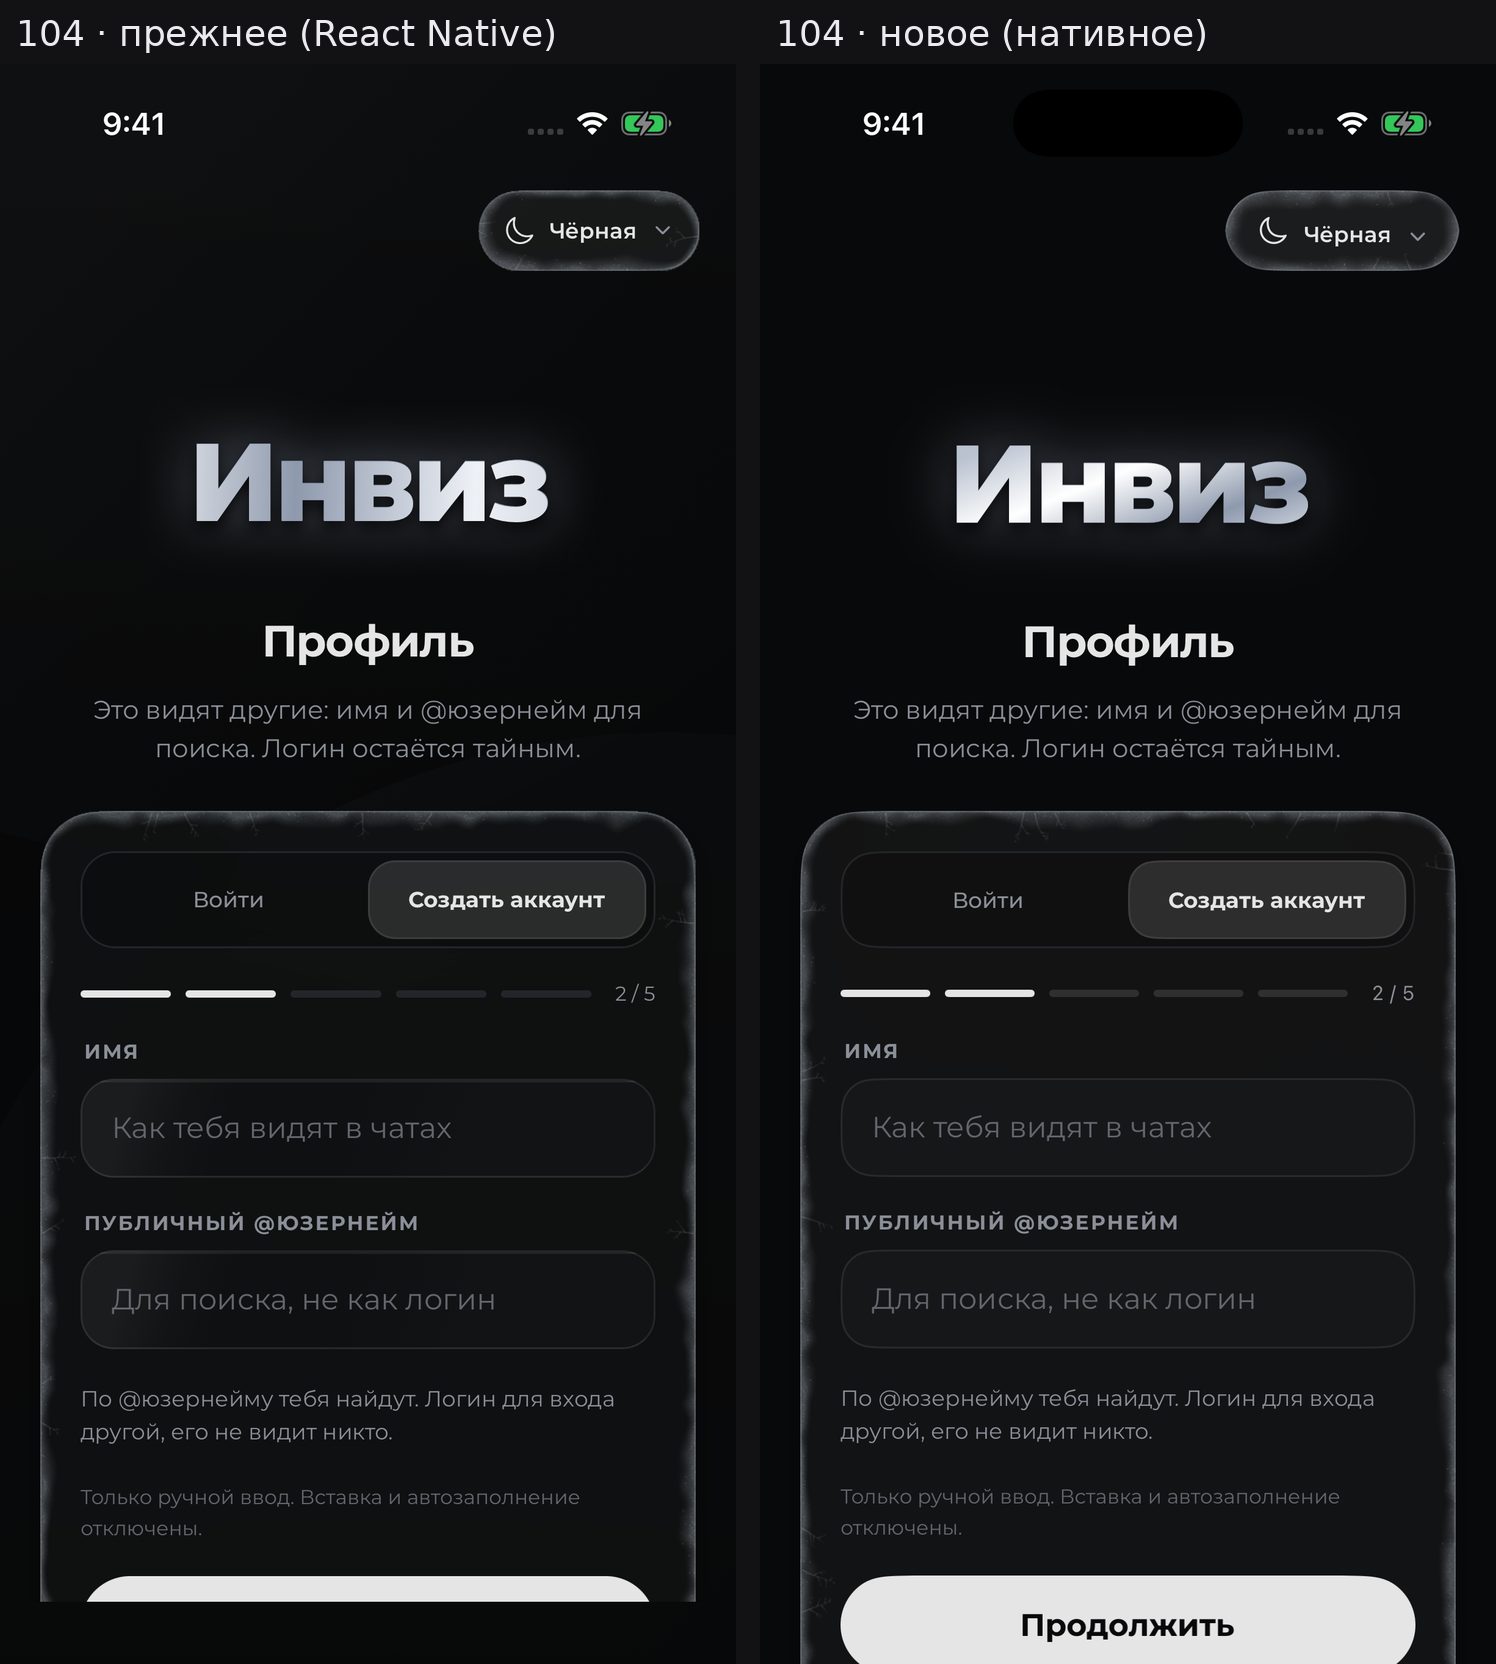 104 · прежнее (React Native)
9:41
Чёрная
Инвиз
Профиль
Это видят другие: имя и @юзернейм для
поиска. Логин остаётся тайным.
Войти
Создать аккаунт
2 / 5
ИМЯ
Как тебя видят в чатах
ПУБЛИЧНЫЙ @ЮЗЕРНЕЙМ
Для поиска, не как логин
По @юзернейму тебя найдут. Логин для входа
другой, его не видит никто.
Только ручной ввод. Вставка и автозаполнение
отключены.
104 · новое (нативное)
9:41
Чёрная
Инвиз
Профиль
Это видят другие: имя и @юзернейм для
поиска. Логин остаётся тайным.
Войти
Создать аккаунт
2 / 5
ИМЯ
Как тебя видят в чатах
ПУБЛИЧНЫЙ @ЮЗЕРНЕЙМ
Для поиска, не как логин
По @юзернейму тебя найдут. Логин для входа
другой, его не видит никто.
Только ручной ввод. Вставка и автозаполнение
отключены.
Продолжить